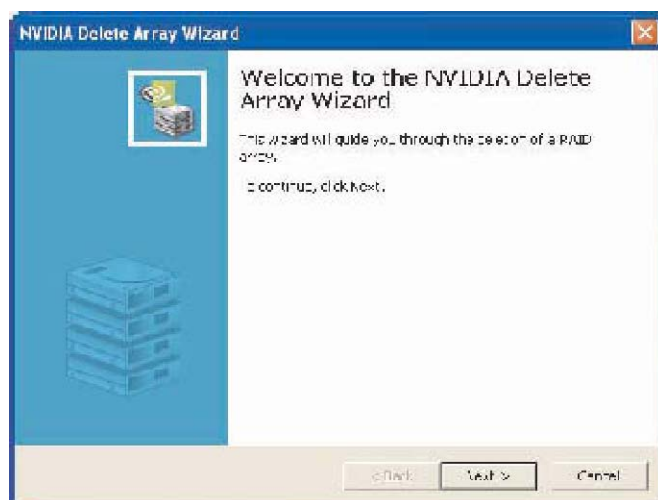 NVIDIA Delete Array Wizard
Welcome to the NVIDIA Delete
Array Wizard
This wizard will guide you through the deletion of a RAID
array.
To continue, click Next.
< Back
Next >
Cancel